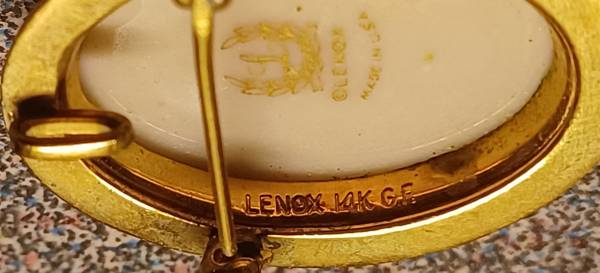 ©LENOX
MADE IN U.S.A
LENOX 14K G.F.